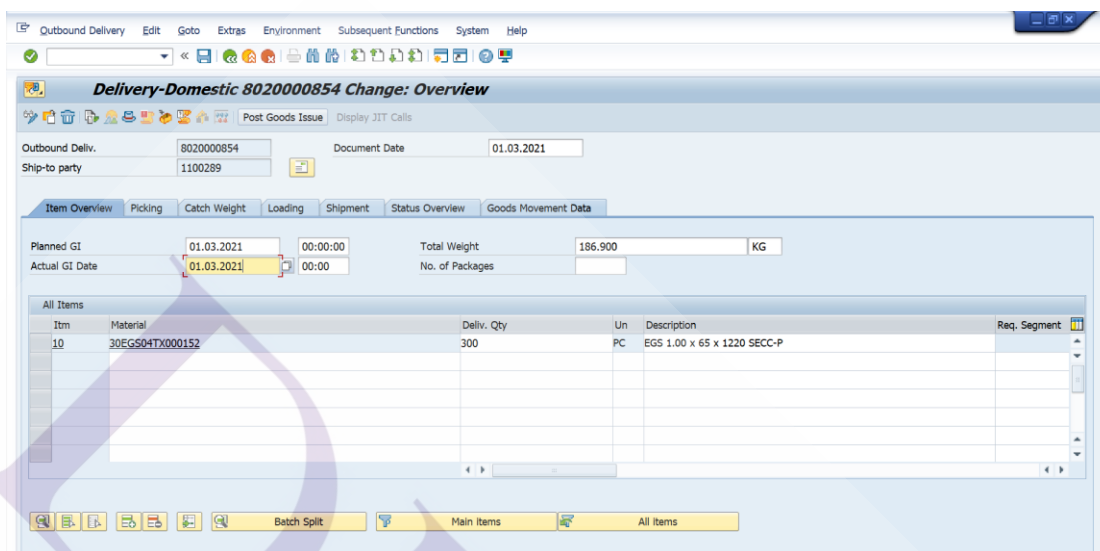 Outbound Delivery Edit Goto Extras Environment Subsequent Functions System Help
Delivery-Domestic 8020000854 Change: Overview
Post Goods Issue Display JIT Calls
Outbound Deliv. 8020000854 Document Date 01.03.2021
Ship-to party 1100289
Item Overview Picking Catch Weight Loading Shipment Status Overview Goods Movement Data
Planned GI 01.03.2021 00:00:00 Total Weight 186.900 KG
Actual GI Date 01.03.2021 00:00 No. of Packages
All Items
Itm Material Deliv. Qty Un Description Req. Segment
10 30EGS04TX000152 300 PC EGS 1.00 x 65 x 1220 SECC-P
Batch Split Main Items All Items